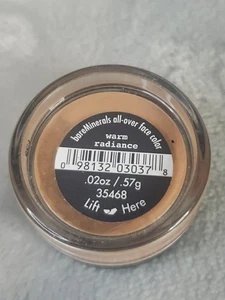 bareMinerals all-over face color
warm
radiance
0 98132 03037 8
.02oz/.57g
35468
Lift Here